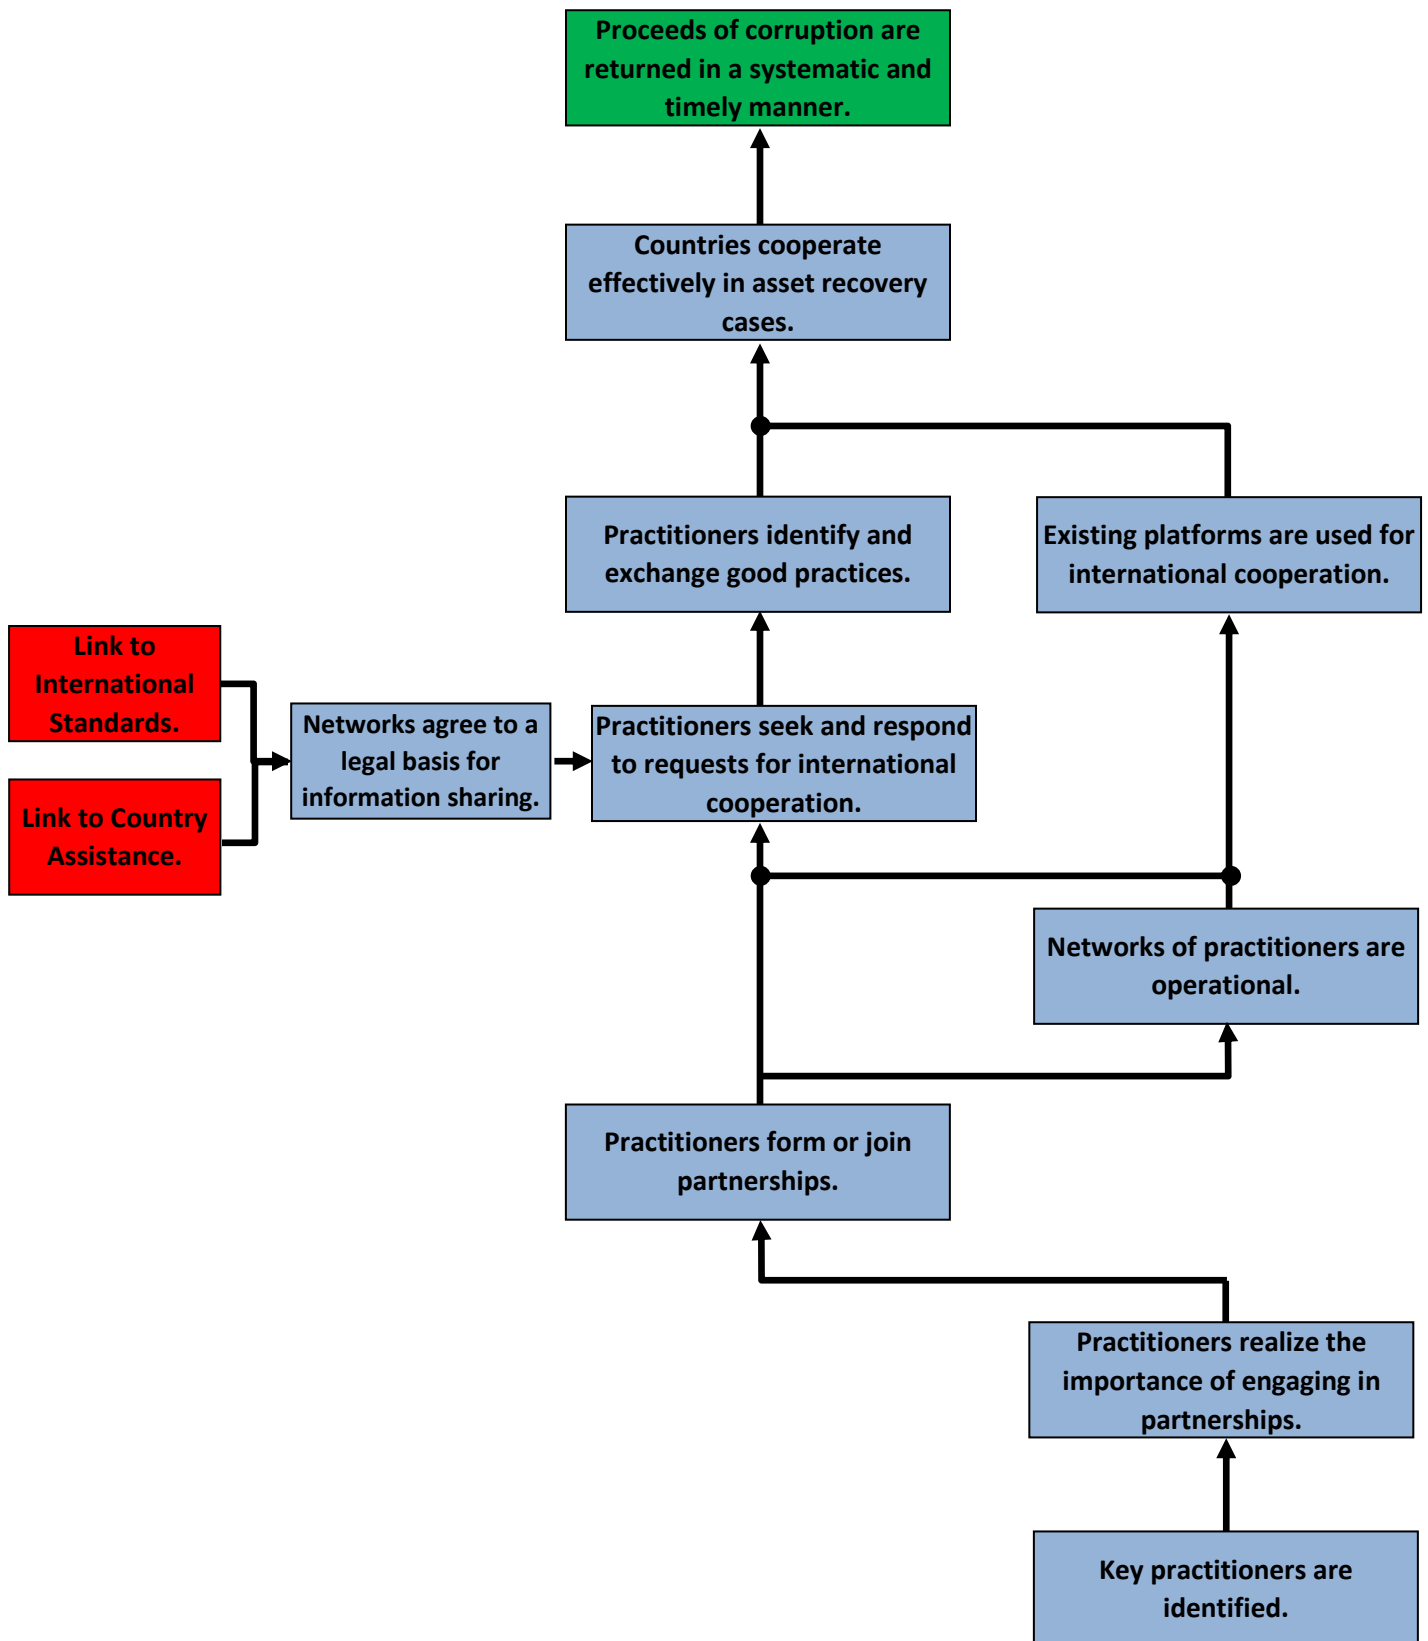 Proceeds of corruption are
returned in a systematic and
timely manner.
Countries cooperate
effectively in asset recovery
cases.
Practitioners identify and
exchange good practices.
Existing platforms are used for
international cooperation.
Link to
International
Standards.
Networks agree to a
legal basis for
information sharing.
Practitioners seek and respond
to requests for international
cooperation.
Link to Country
Assistance.
Networks of practitioners are
operational.
Practitioners form or join
partnerships.
Practitioners realize the
importance of engaging in
partnerships.
Key practitioners are
identified.